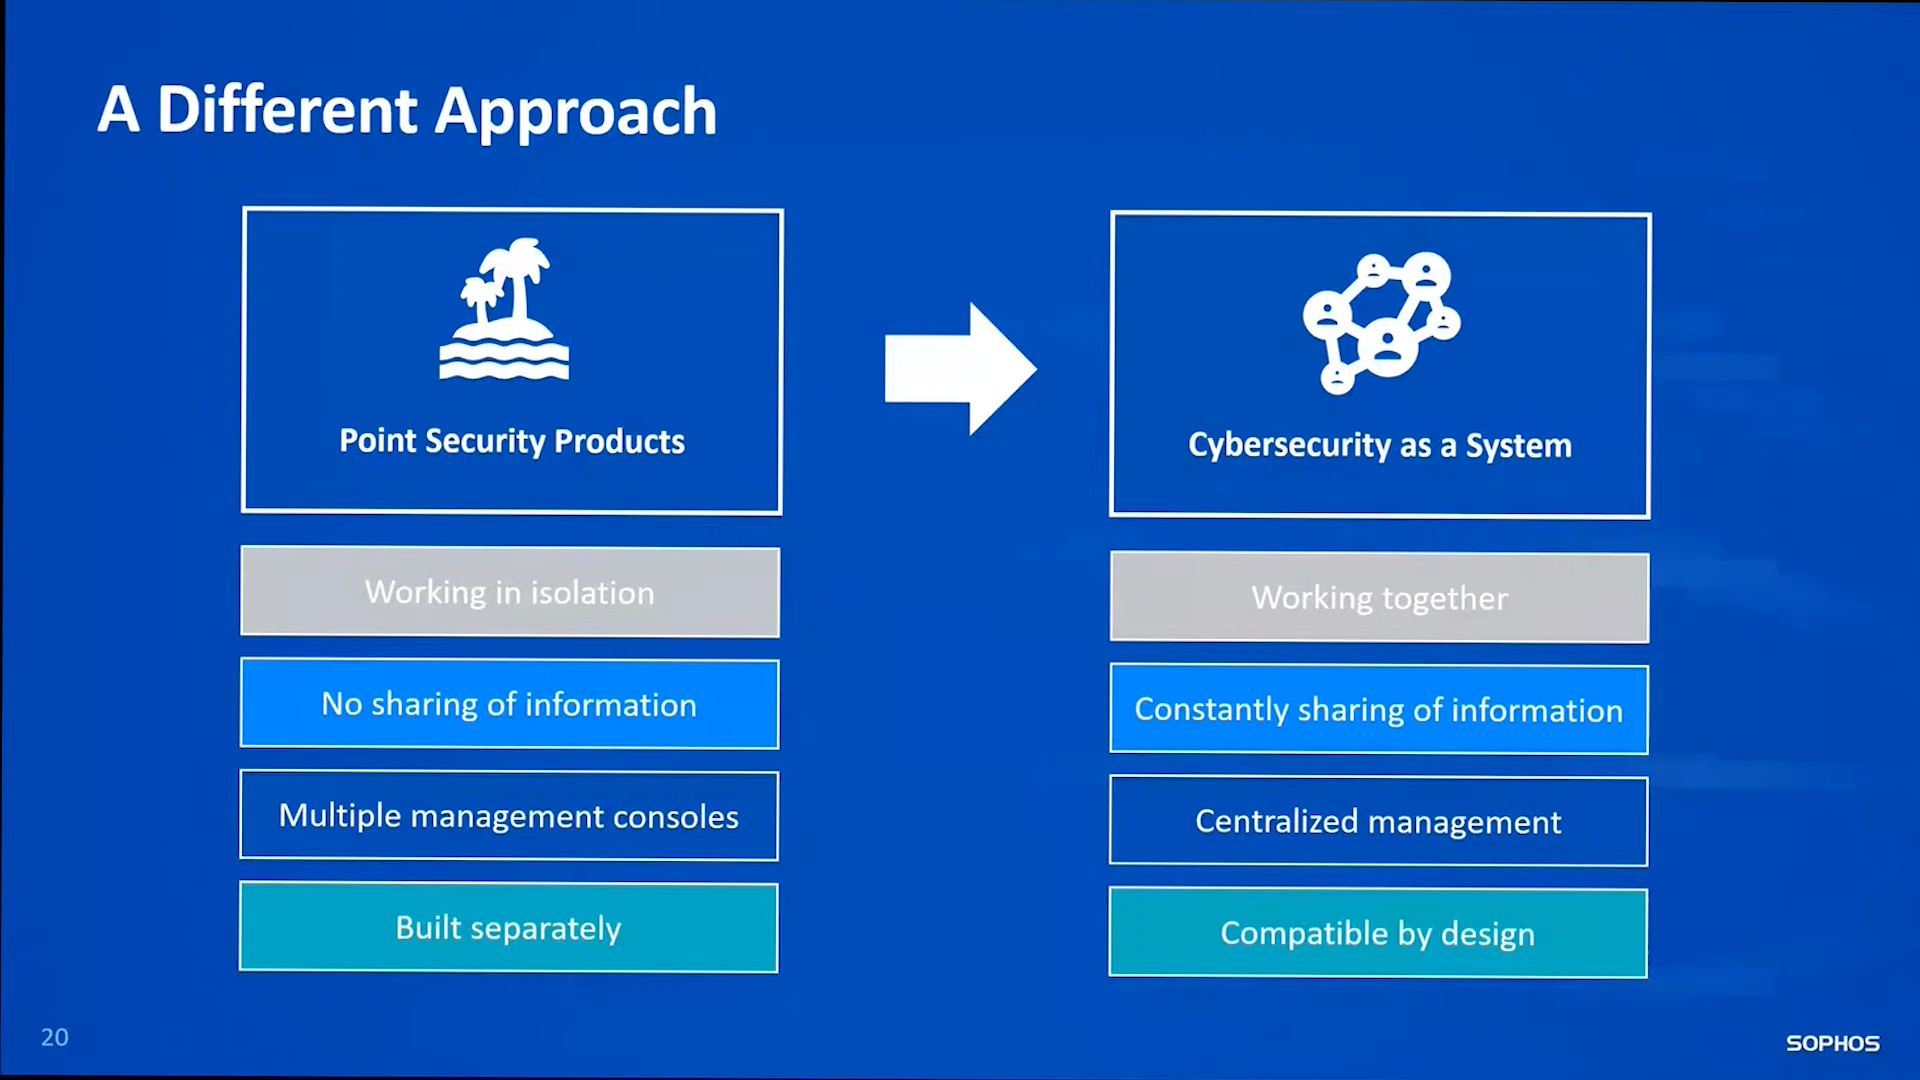 A Different Approach
Point Security Products
Cybersecurity as a System
Working in isolation
Working together
No sharing of information
Constantly sharing of information
Multiple management consoles
Centralized management
Built separately
Compatible by design
20
SOPHOS